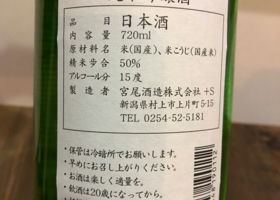 品目 日本酒
内容量 720ml
原材料名 米(国産)、米こうじ(国産米)
精米歩合 50%
アルコール分 15度
製造者 宮尾酒造株式会社 +S
新潟県村上市上片町5-15
TEL 0254-52-5181
・保管は冷暗所でお願いします。
・早めにお召し上がりください。
・お酒は楽しく適量を。
飲酒は20歳になってから。